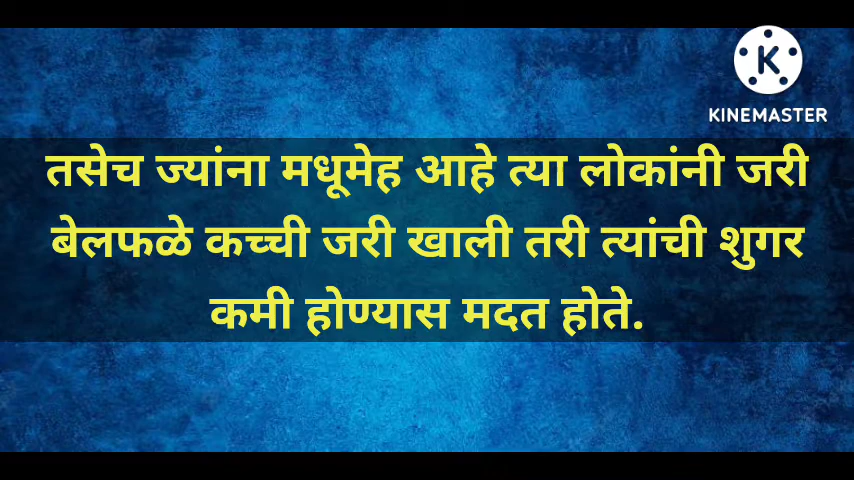 K
KINEMASTER
तसेच ज्यांना मधूमेह आहे त्या लोकांनी जरी
बेलफळे कच्ची जरी खाली तरी त्यांची शुगर
कमी होण्यास मदत होते.